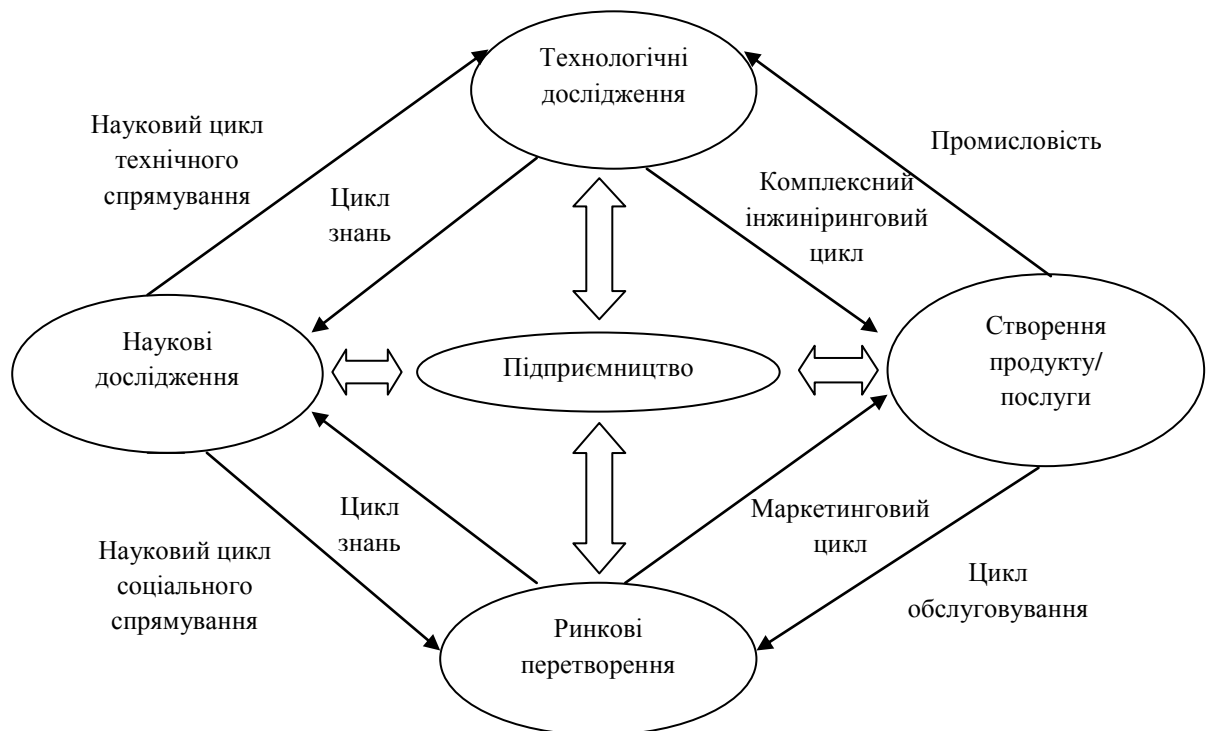 Технологічні
дослідження
Науковий цикл
технічного
спрямування
Промисловість
Цикл
знань
Комплексний
інжиніринговий
цикл
Наукові
дослідження
Підприємництво
Створення
продукту/
послуги
Цикл
знань
Маркетинговий
цикл
Науковий цикл
соціального
спрямування
Цикл
обслуговування
Ринкові
перетворення